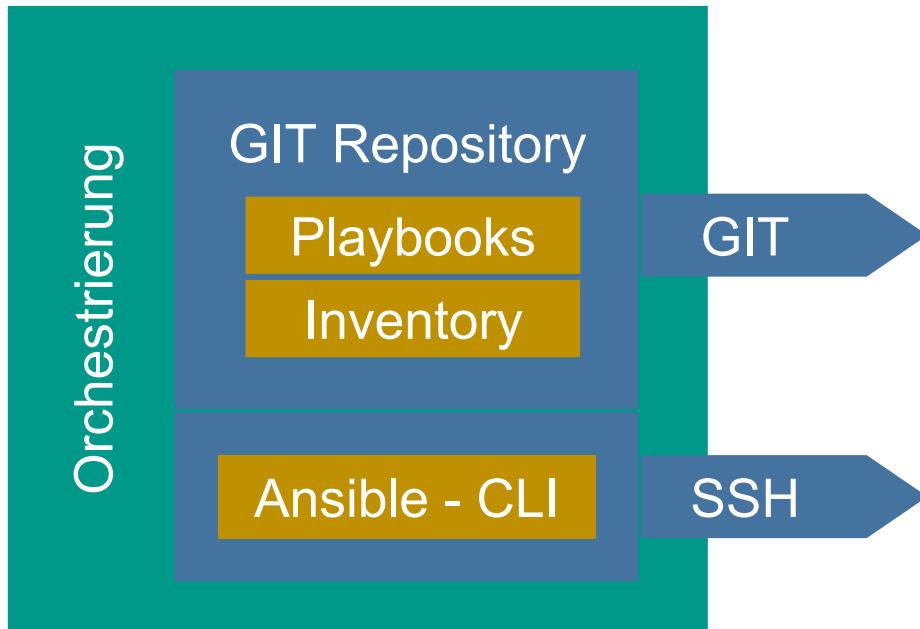 Orchestrierung
GIT Repository
Playbooks
Inventory
GIT
Ansible - CLI
SSH